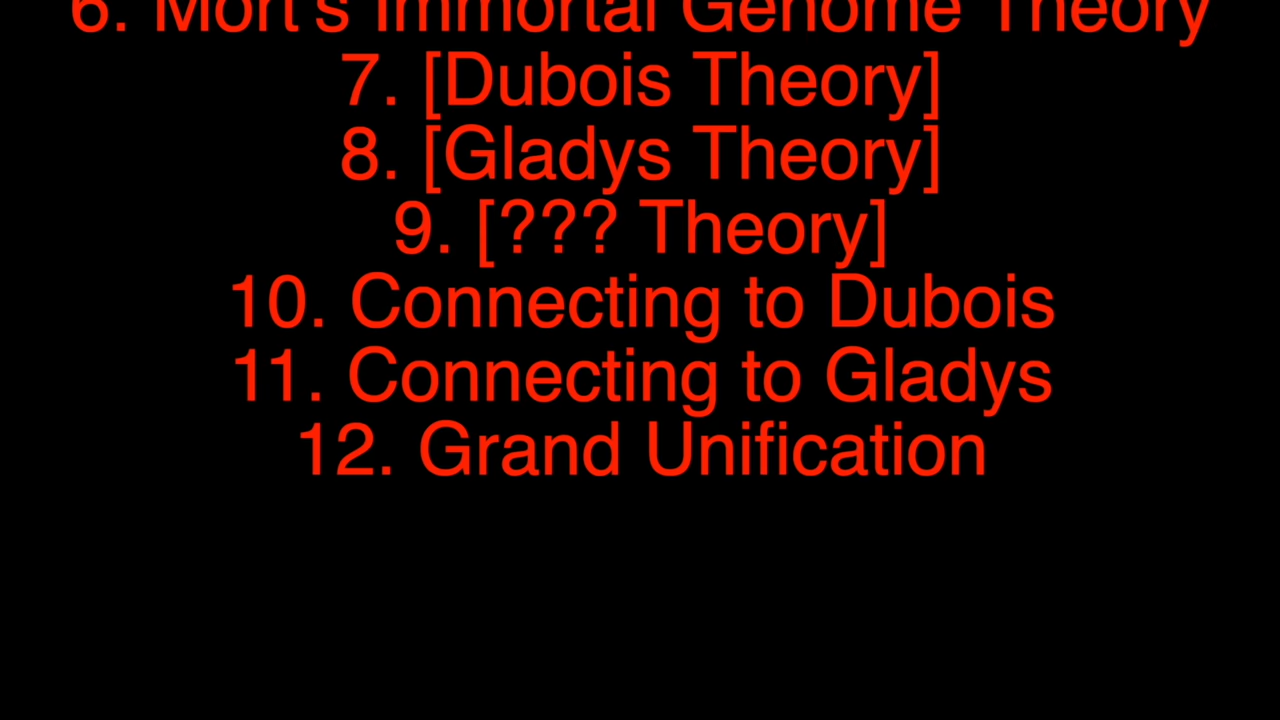 6. Mort's Immortal Genome Theory
7. [Dubois Theory]
8. [Gladys Theory]
9. [??? Theory]
10. Connecting to Dubois
11. Connecting to Gladys
12. Grand Unification